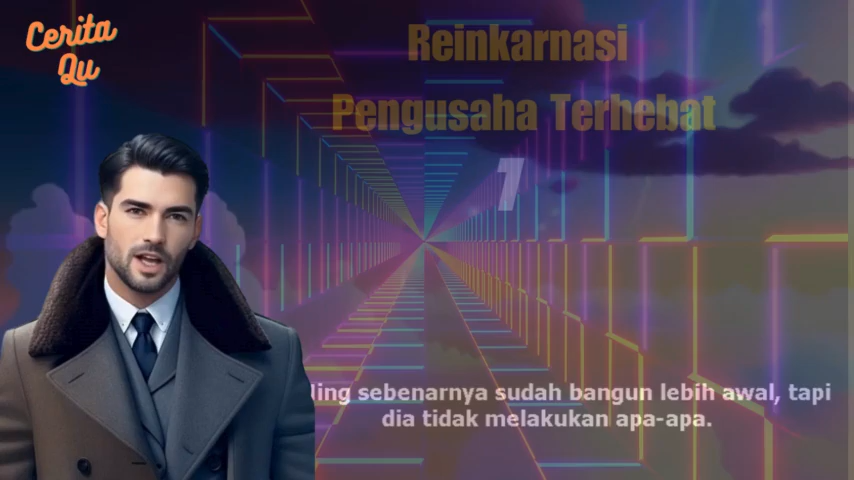 Cerita
Qu
Reinkarnasi
Pengusaha Terhebat
7
sebenarnya sudah bangun lebih awal, tapi
dia tidak melakukan apa-apa.